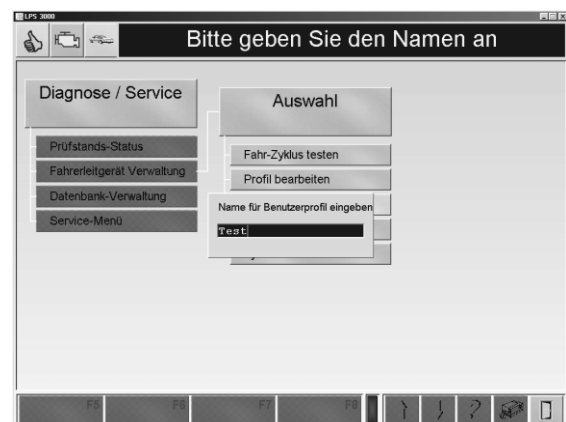 LPS 3000
Bitte geben Sie den Namen an
Diagnose / Service
Auswahl
Prüfstands-Status
Fahrerleitgerät Verwaltung
Datenbank-Verwaltung
Service-Menü
Fahr-Zyklus testen
Profil bearbeiten
Name für Benutzerprofil eingeben
Test
F5 F6 F7 F8